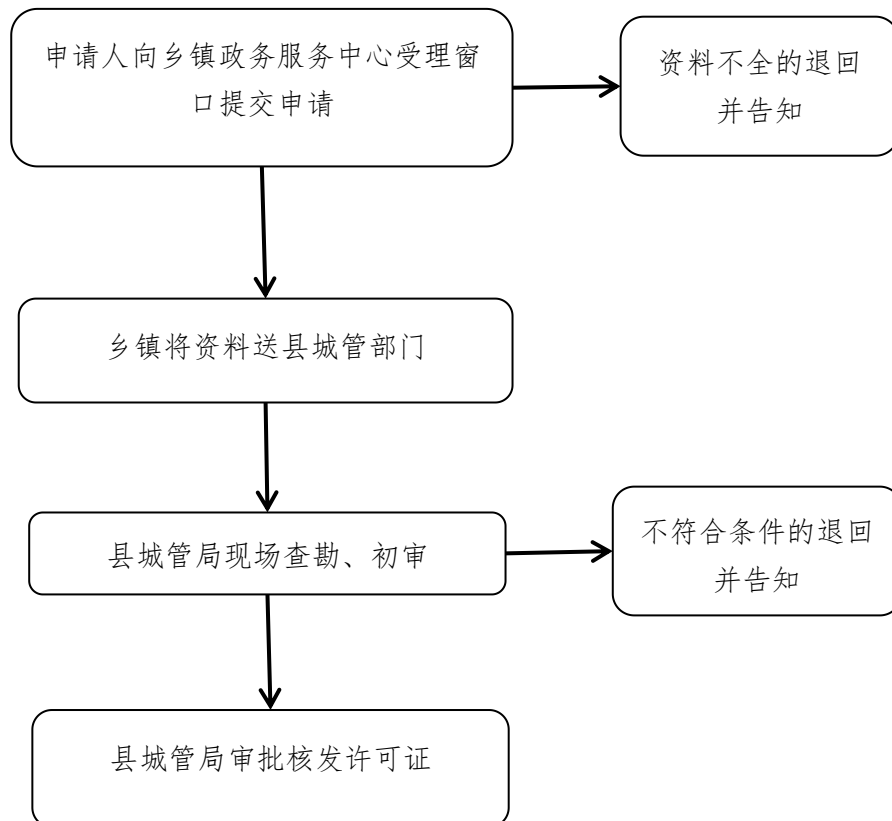 申请人向乡镇政务服务中心受理窗
口提交申请
资料不全的退回
并告知
乡镇将资料送县城管部门
县城管局现场查勘、初审
不符合条件的退回
并告知
县城管局审批核发许可证